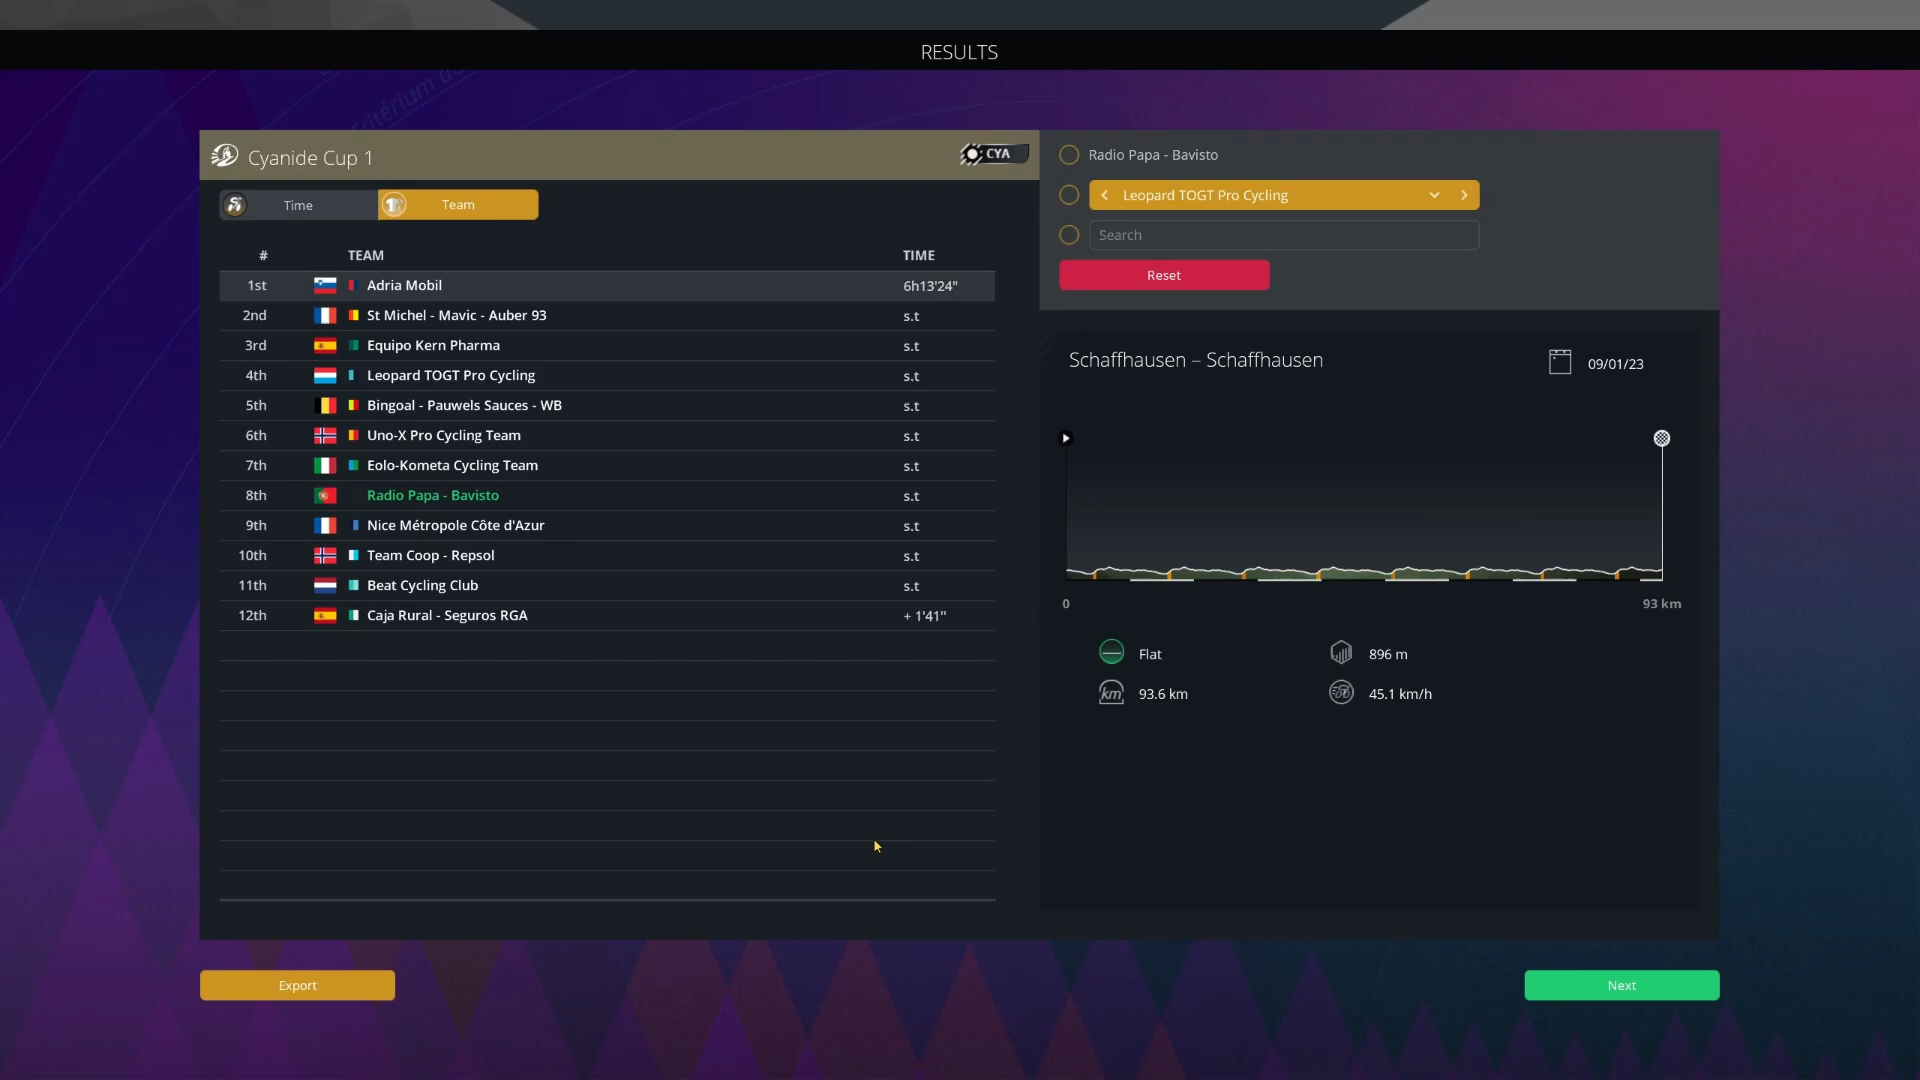 RESULTS
Critérium du
Cyanide Cup 1
CYA
Time
Team
# TEAM TIME
1st Adria Mobil 6h13'24"
2nd St Michel - Mavic - Auber 93 s.t
3rd Equipo Kern Pharma s.t
4th Leopard TOGT Pro Cycling s.t
5th Bingoal - Pauwels Sauces - WB s.t
6th Uno-X Pro Cycling Team s.t
7th Eolo-Kometa Cycling Team s.t
8th Radio Papa - Bavisto s.t
9th Nice Métropole Côte d'Azur s.t
10th Team Coop - Repsol s.t
11th Beat Cycling Club s.t
12th Caja Rural - Seguros RGA + 1'41"
Radio Papa - Bavisto
Leopard TOGT Pro Cycling
Search
Reset
Schaffhausen – Schaffhausen
09/01/23
0
93 km
Flat
896 m
km
93.6 km
45.1 km/h
Export
Next